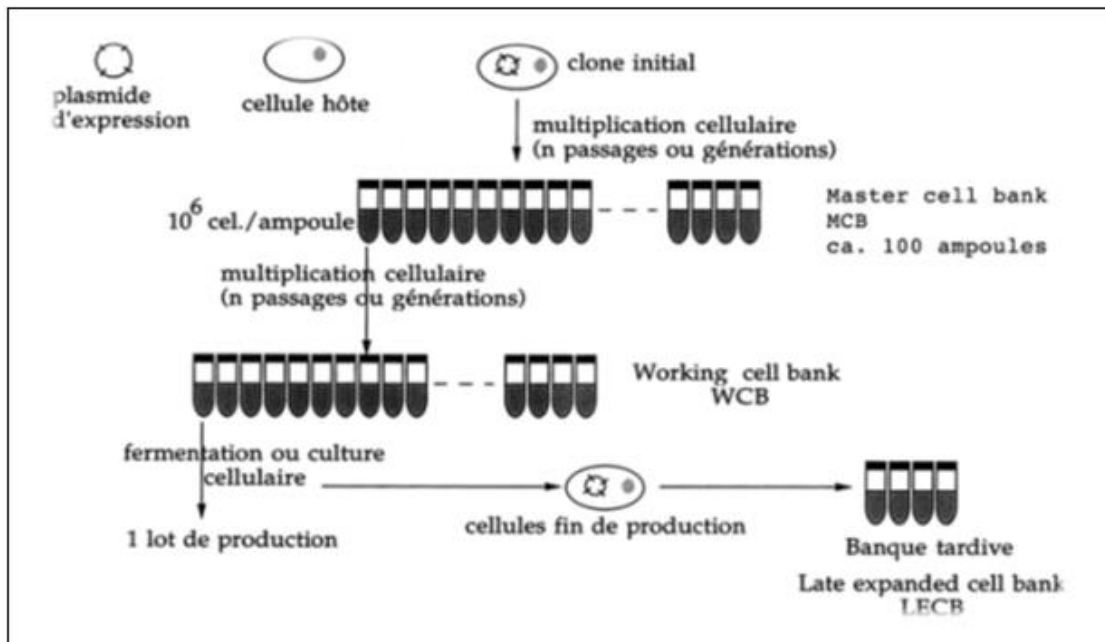 plasmide
d'expression
cellule hôte
clone initial
multiplication cellulaire
(n passages ou générations)
10⁶ cel./ampoule
Master cell bank
MCB
ca. 100 ampoules
multiplication cellulaire
(n passages ou générations)
Working cell bank
WCB
fermentation ou culture
cellulaire
1 lot de production
cellules fin de production
Banque tardive
Late expanded cell bank
LECB